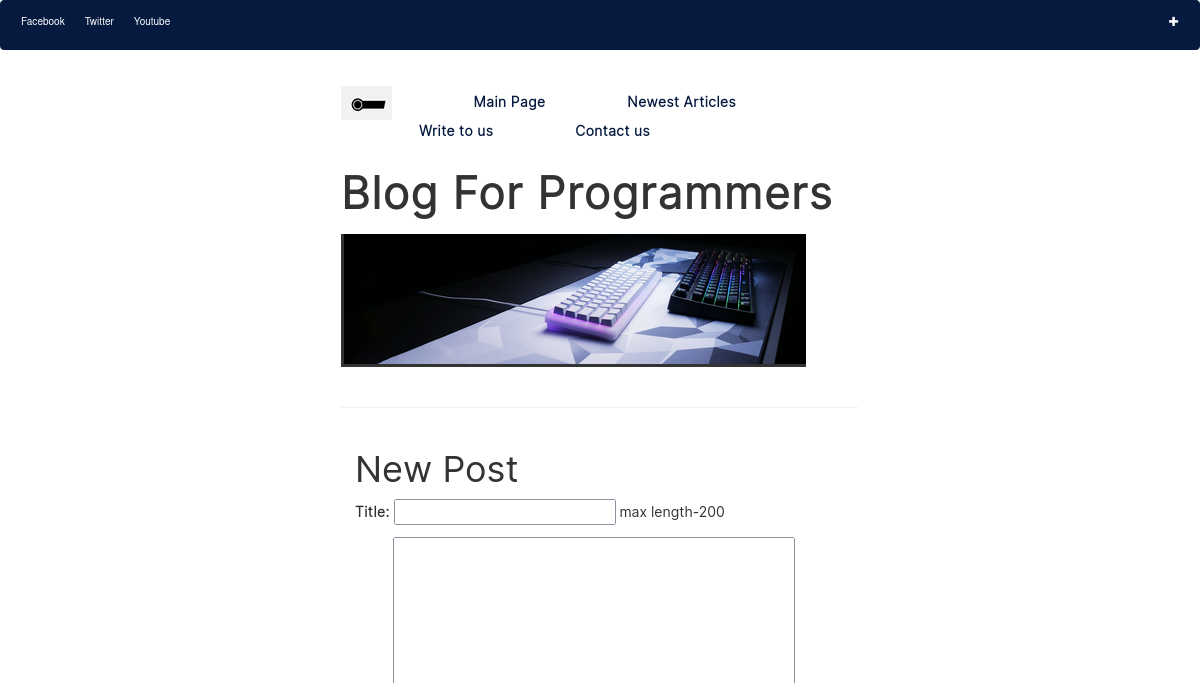 Facebook Twitter Youtube
Main Page Newest Articles
Write to us Contact us
Blog For Programmers
New Post
Title: max length-200